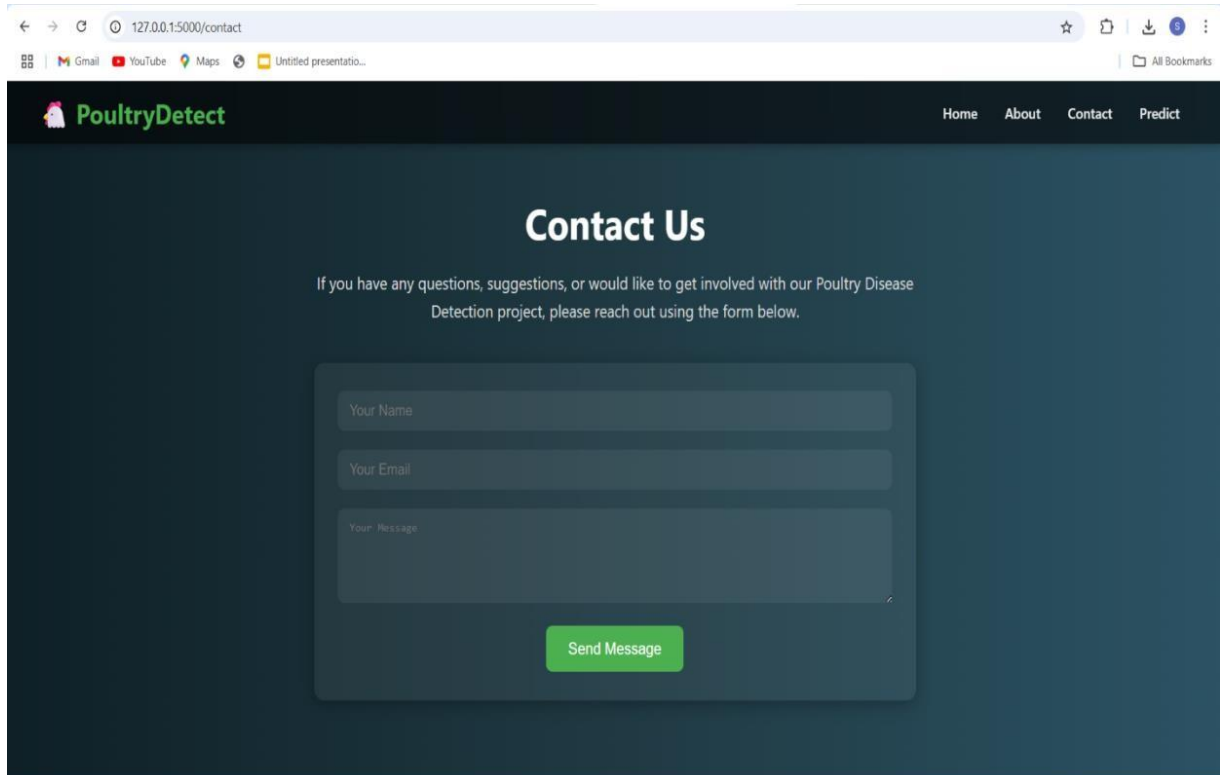 127.0.0.1:5000/contact
S
Gmail YouTube Maps Untitled presentatio... All Bookmarks
PoultryDetect Home About Contact Predict
Contact Us
If you have any questions, suggestions, or would like to get involved with our Poultry Disease
Detection project, please reach out using the form below.
Your Name
Your Email
Your Message
Send Message